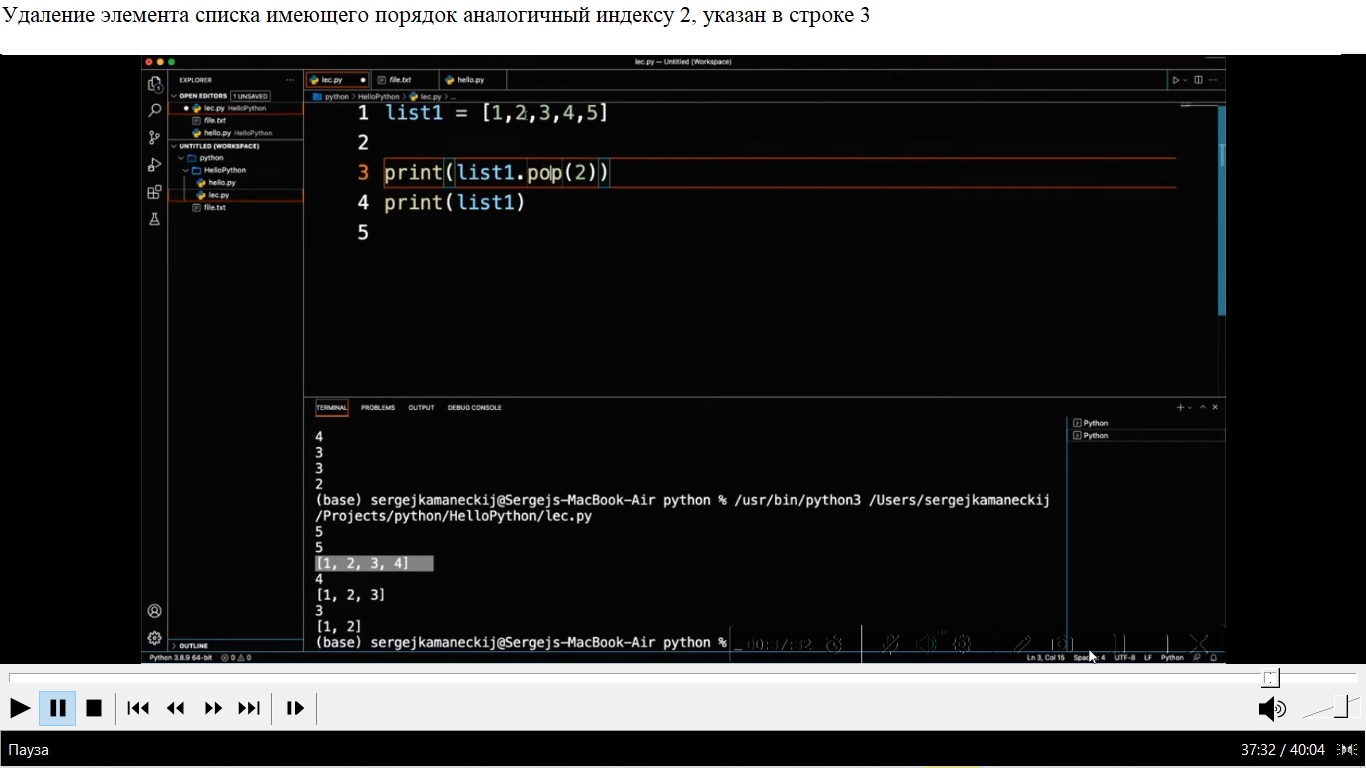 Удаление элемента списка имеющего порядок аналогичный индексу 2, указан в строке 3
lec.py — Untitled (Workspace)
EXPLORER ...
lec.py file.txt hello.py
OPEN EDITORS 1 UNSAVED
python > HelloPython > lec.py > ...
lec.py HelloPython
file.txt
hello.py HelloPython
UNTITLED (WORKSPACE)
python
HelloPython
hello.py
lec.py
file.txt
1 list1 = [1,2,3,4,5]
2
3 print(list1.pop(2))
4 print(list1)
5
TERMINAL PROBLEMS OUTPUT DEBUG CONSOLE
Python
Python
4
3
3
2
(base) sergejkamaneckij@Sergejs-MacBook-Air python % /usr/bin/python3 /Users/sergejkamaneckij
/Projects/python/HelloPython/lec.py
5
5
[1, 2, 3, 4]
4
[1, 2, 3]
3
[1, 2]
(base) sergejkamaneckij@Sergejs-MacBook-Air python %
OUTLINE
Python 3.8.9 64-bit 0 0 Ln 3, Col 15 4 UTF-8 LF Python
Пауза 37:32 / 40:04